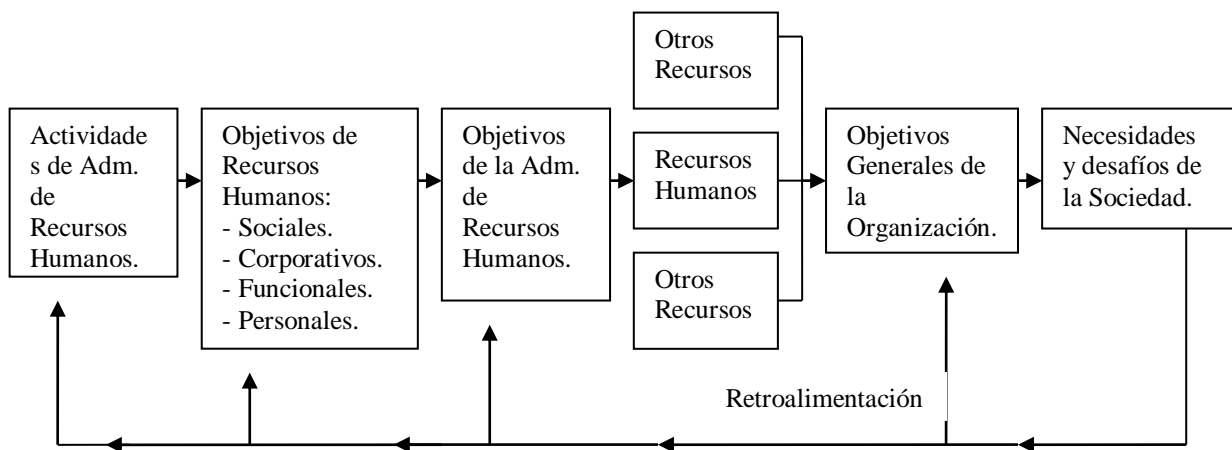 Actividade
s de Adm.
de
Recursos
Humanos.
Objetivos de
Recursos
Humanos:
- Sociales.
- Corporativos.
- Funcionales.
- Personales.
Objetivos
de la Adm.
de
Recursos
Humanos.
Otros
Recursos
Recursos
Humanos
Otros
Recursos
Objetivos
Generales de
la
Organización.
Necesidades
y desafíos de
la Sociedad.
Retroalimentación